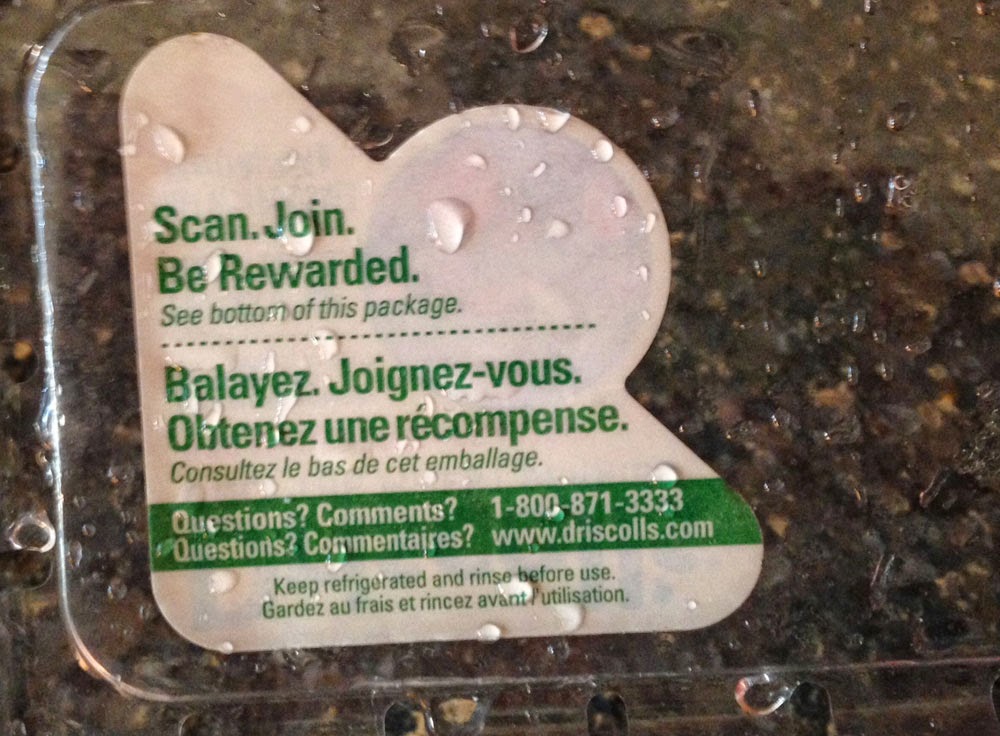 Scan. Join.
Be Rewarded.
See bottom of this package.
Balayez. Joignez-vous.
Obtenez une récompense.
Consultez le bas de cet emballage.
Questions? Comments? 1-800-871-3333
Questions? Commentaires? www.driscolls.com
Keep refrigerated and rinse before use.
Gardez au frais et rincez avant l'utilisation.